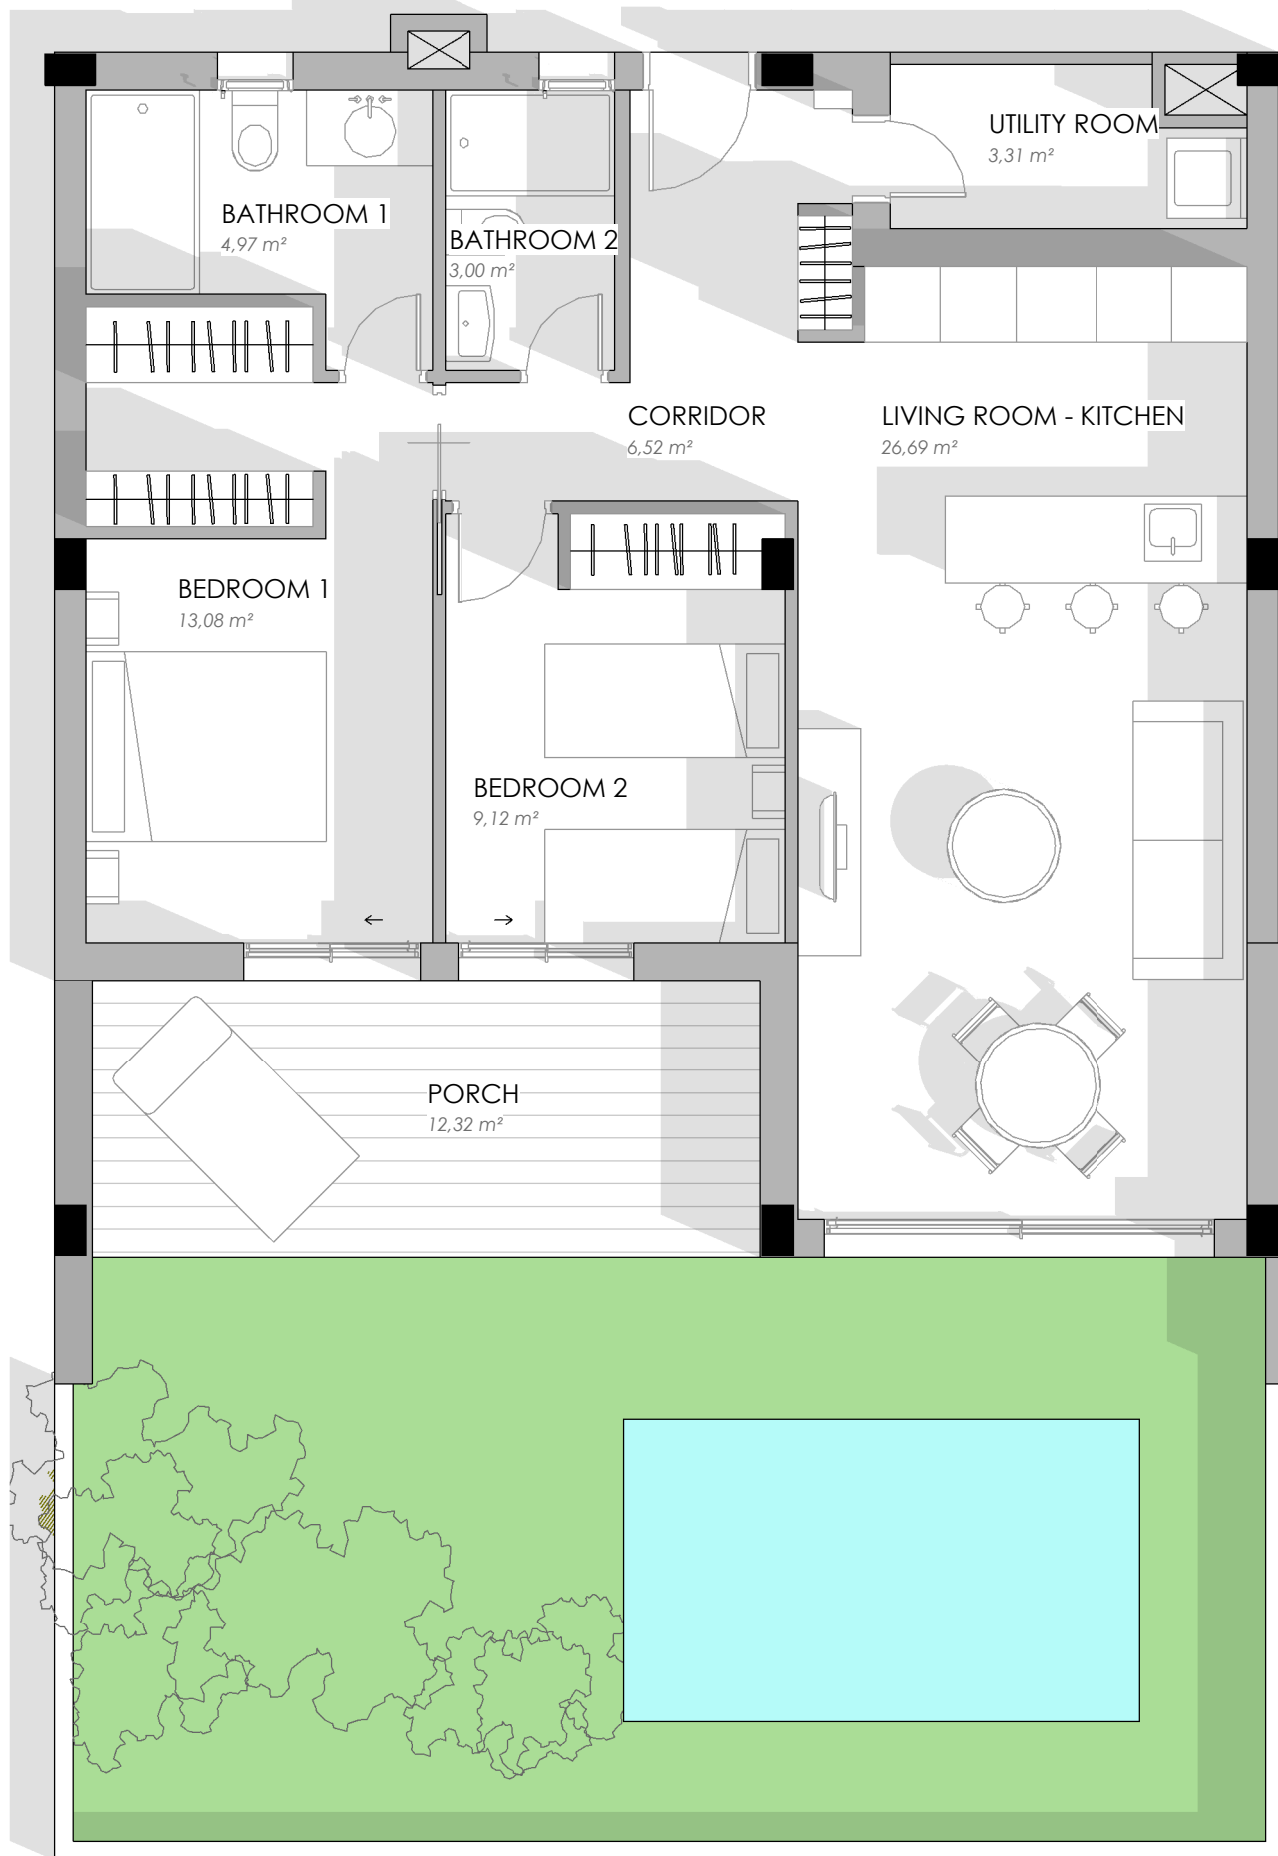 UTILITY ROOM
3,31 m²
BATHROOM 1
4,97 m²
BATHROOM 2
3,00 m²
CORRIDOR
6,52 m²
LIVING ROOM - KITCHEN
26,69 m²
BEDROOM 1
13,08 m²
BEDROOM 2
9,12 m²
PORCH
12,32 m²